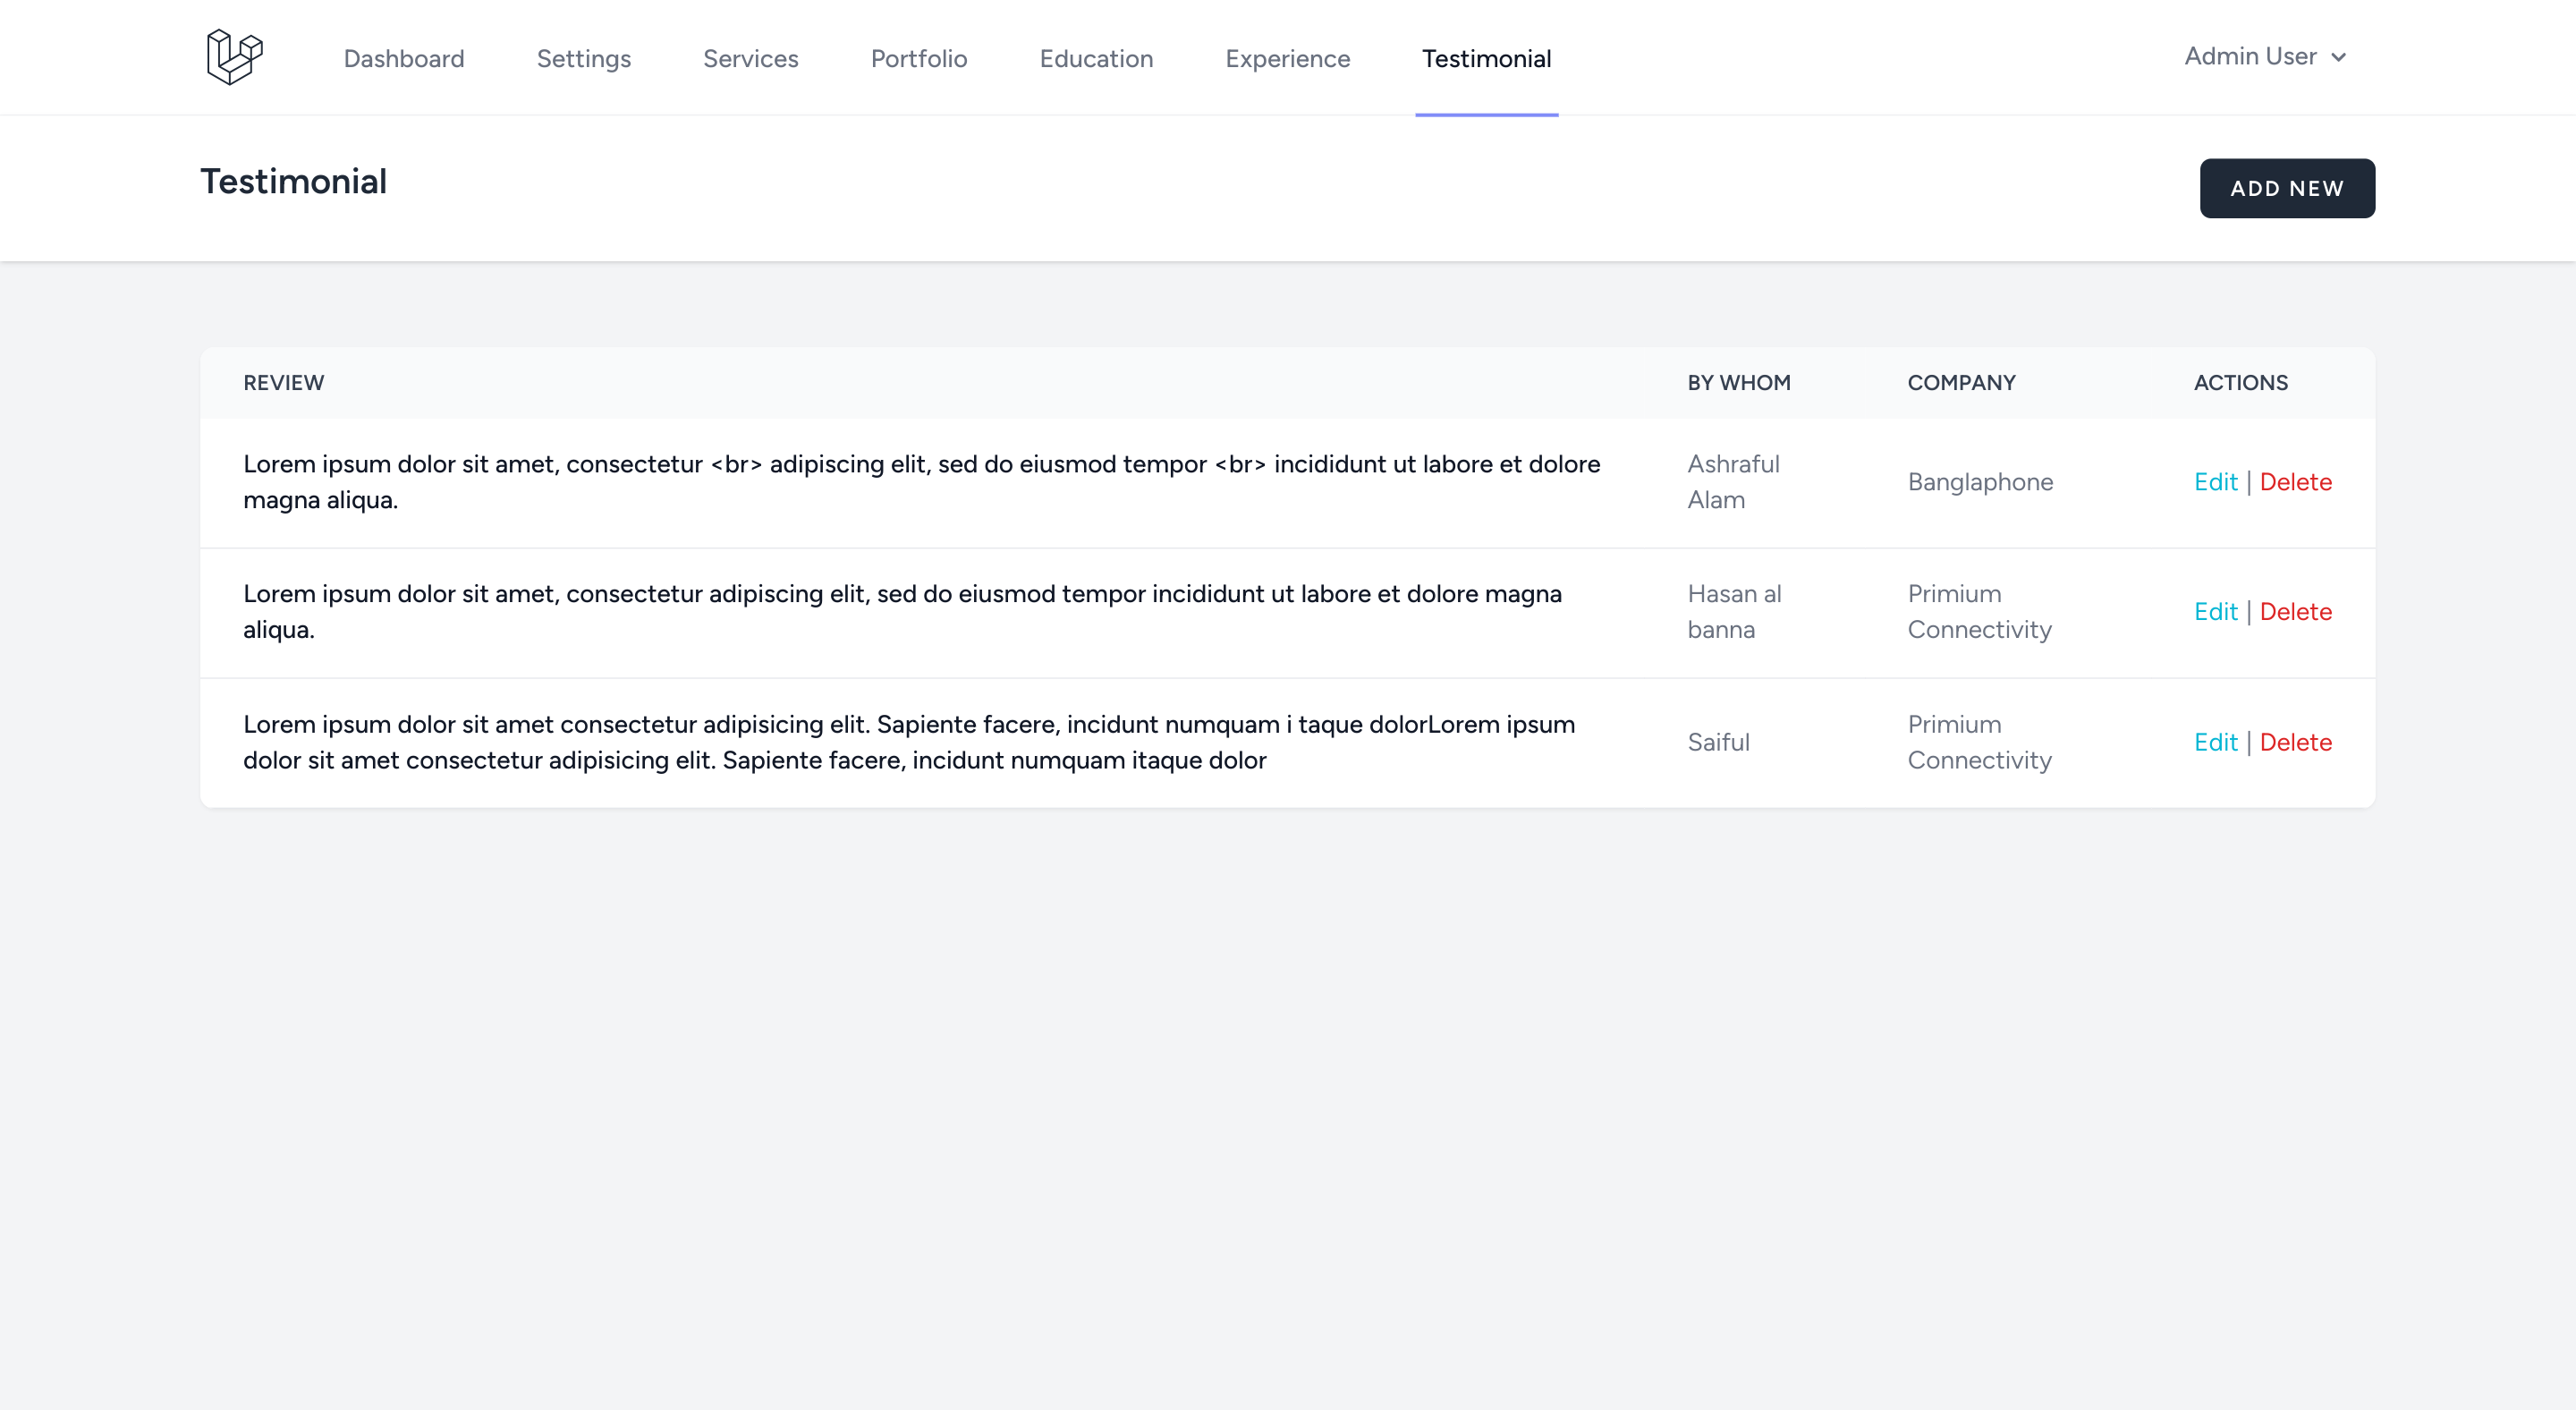 Dashboard Settings Services Portfolio Education Experience Testimonial Admin User
Testimonial
ADD NEW
REVIEW BY WHOM COMPANY ACTIONS
Lorem ipsum dolor sit amet, consectetur <br> adipiscing elit, sed do eiusmod tempor <br> incididunt ut labore et dolore
magna aliqua.
Ashraful
Alam
Banglaphone
Edit | Delete
Lorem ipsum dolor sit amet, consectetur adipiscing elit, sed do eiusmod tempor incididunt ut labore et dolore magna
aliqua.
Hasan al
banna
Primium
Connectivity
Edit | Delete
Lorem ipsum dolor sit amet consectetur adipisicing elit. Sapiente facere, incidunt numquam i taque dolorLorem ipsum
dolor sit amet consectetur adipisicing elit. Sapiente facere, incidunt numquam itaque dolor
Saiful
Primium
Connectivity
Edit | Delete